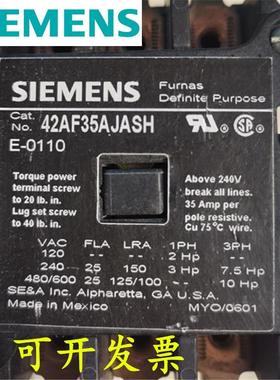 SIEMENS
SIEMENS
Furnas
Definite Purpose
Cat.
No. 42AF35AJASH
E-0110
UL
SA
Torque power
terminal screw
to 20 lb. in.
Lug set screw
to 40 lb. in.
Above 240V
break all lines.
35 Amp per
pole resistive.
Cu 75°C wire.
VAC FLA LRA 1PH 3PH
120 -- --- 2 Hp --
240 25 150 3 Hp 7.5 Hp
480/600 25 125/100 -- 10 Hp
SE&A Inc. Alpharetta, GA U.S.A.
Made in Mexico MYO/0601
可开发票